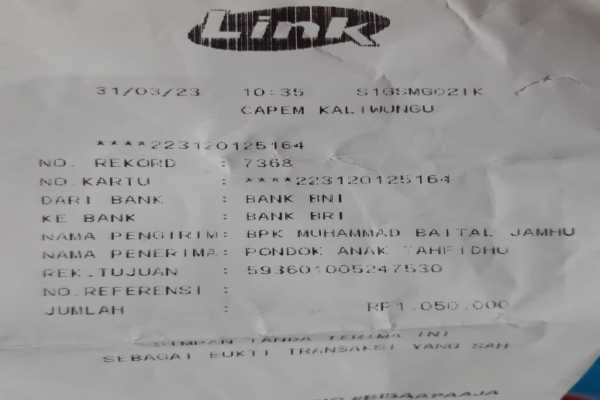 Link
31/03/23 10:35 S1GSMG02IK
CAPEM KALIWUNGU
****223120125164
NO. REKORD : 7368
NO.KARTU : ****223120125164
DARI BANK : BANK BNI
KE BANK : BANK BRI
NAMA PENGIRIM: BPK MUHAMMAD BAITAL JAMHU
NAMA PENERIMA: PONDOK ANAK TAHFIDHU
REK.TUJUAN : 593601005247530
NO.REFERENSI :
JUMLAH : RP1.050.000
SIMPAN TANDA TERIMA INI
SEBAGAI BUKTI TRANSAKSI YANG SAH